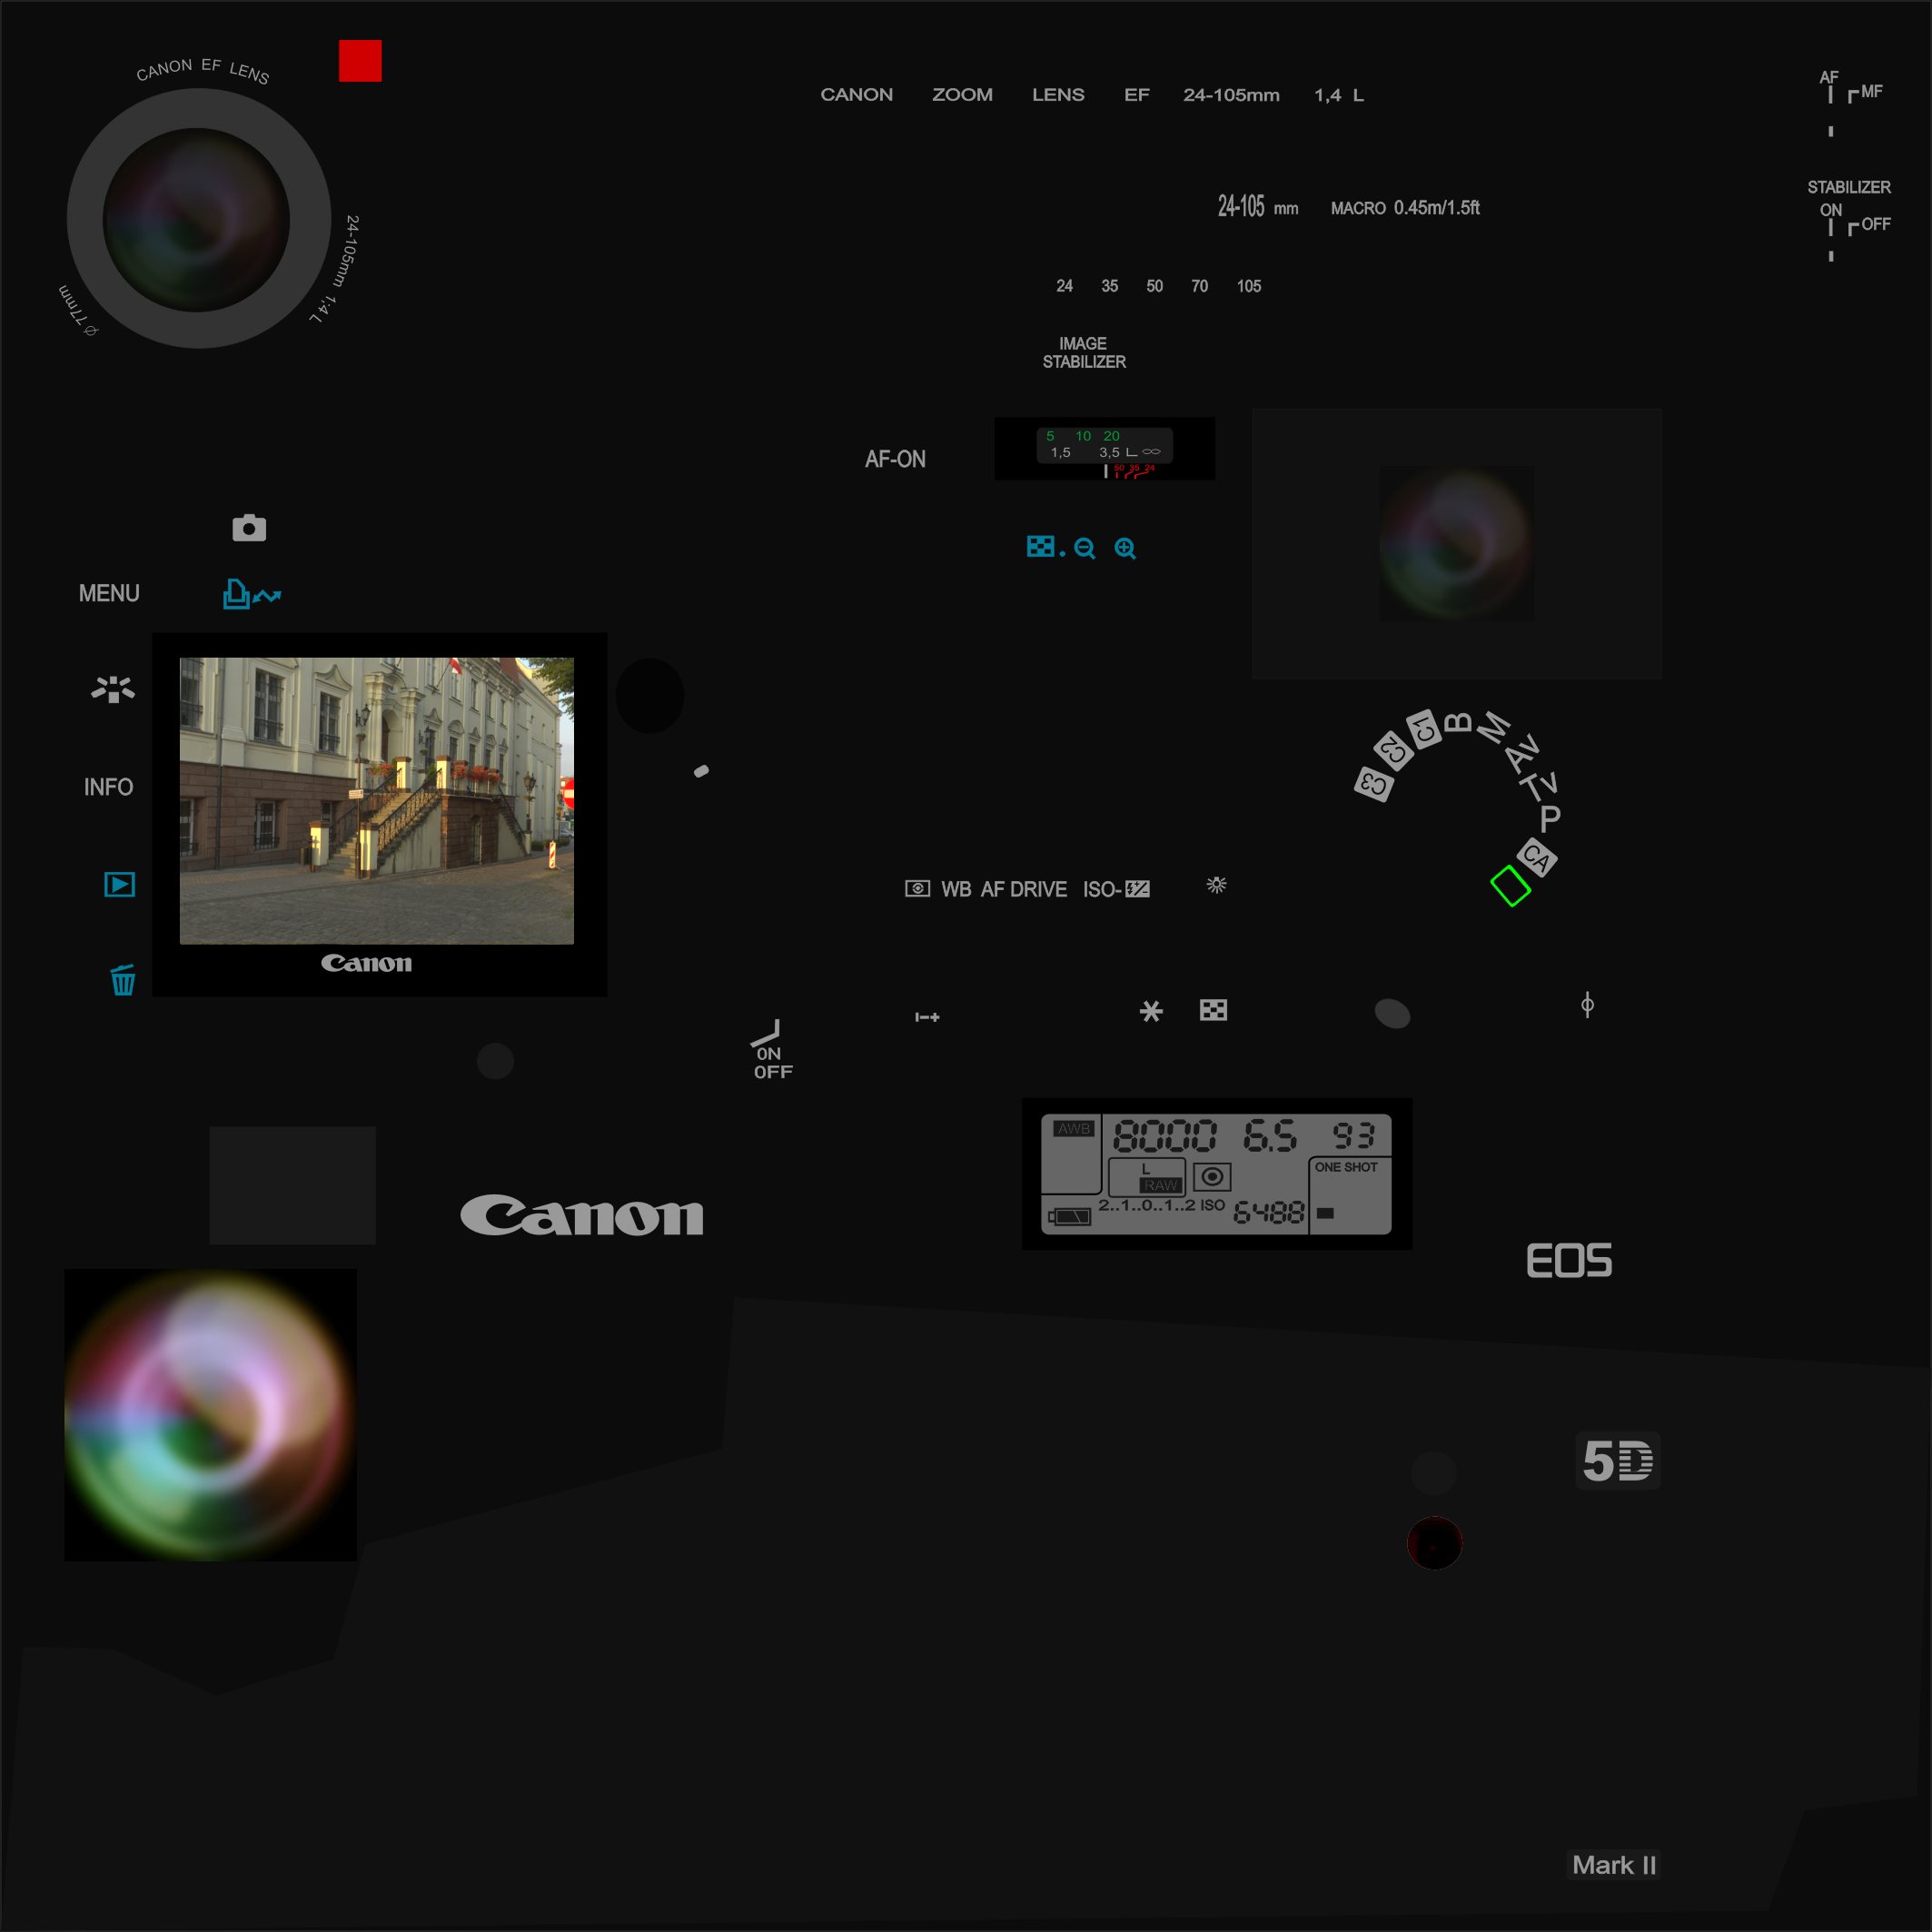 CANON EF LENS
24-105mm 1:4 L
⌀ 77mm
CANON ZOOM LENS EF 24-105mm 1,4 L
AF MF
24-105 mm MACRO 0.45m/1.5ft
STABILIZER
ON OFF
24 35 50 70 105
IMAGE
STABILIZER
AF-ON
5 10 20
1,5 3,5
50 35 24
MENU
INFO
Canon
C3 C2 C1 B M Av Tv P CA
WB AF DRIVE ISO-
ON
OFF
AWB 8000 6.5 93
L
RAW
ONE SHOT
2..1..0..1..2 ISO 6488
Canon
EOS
5D
Mark II